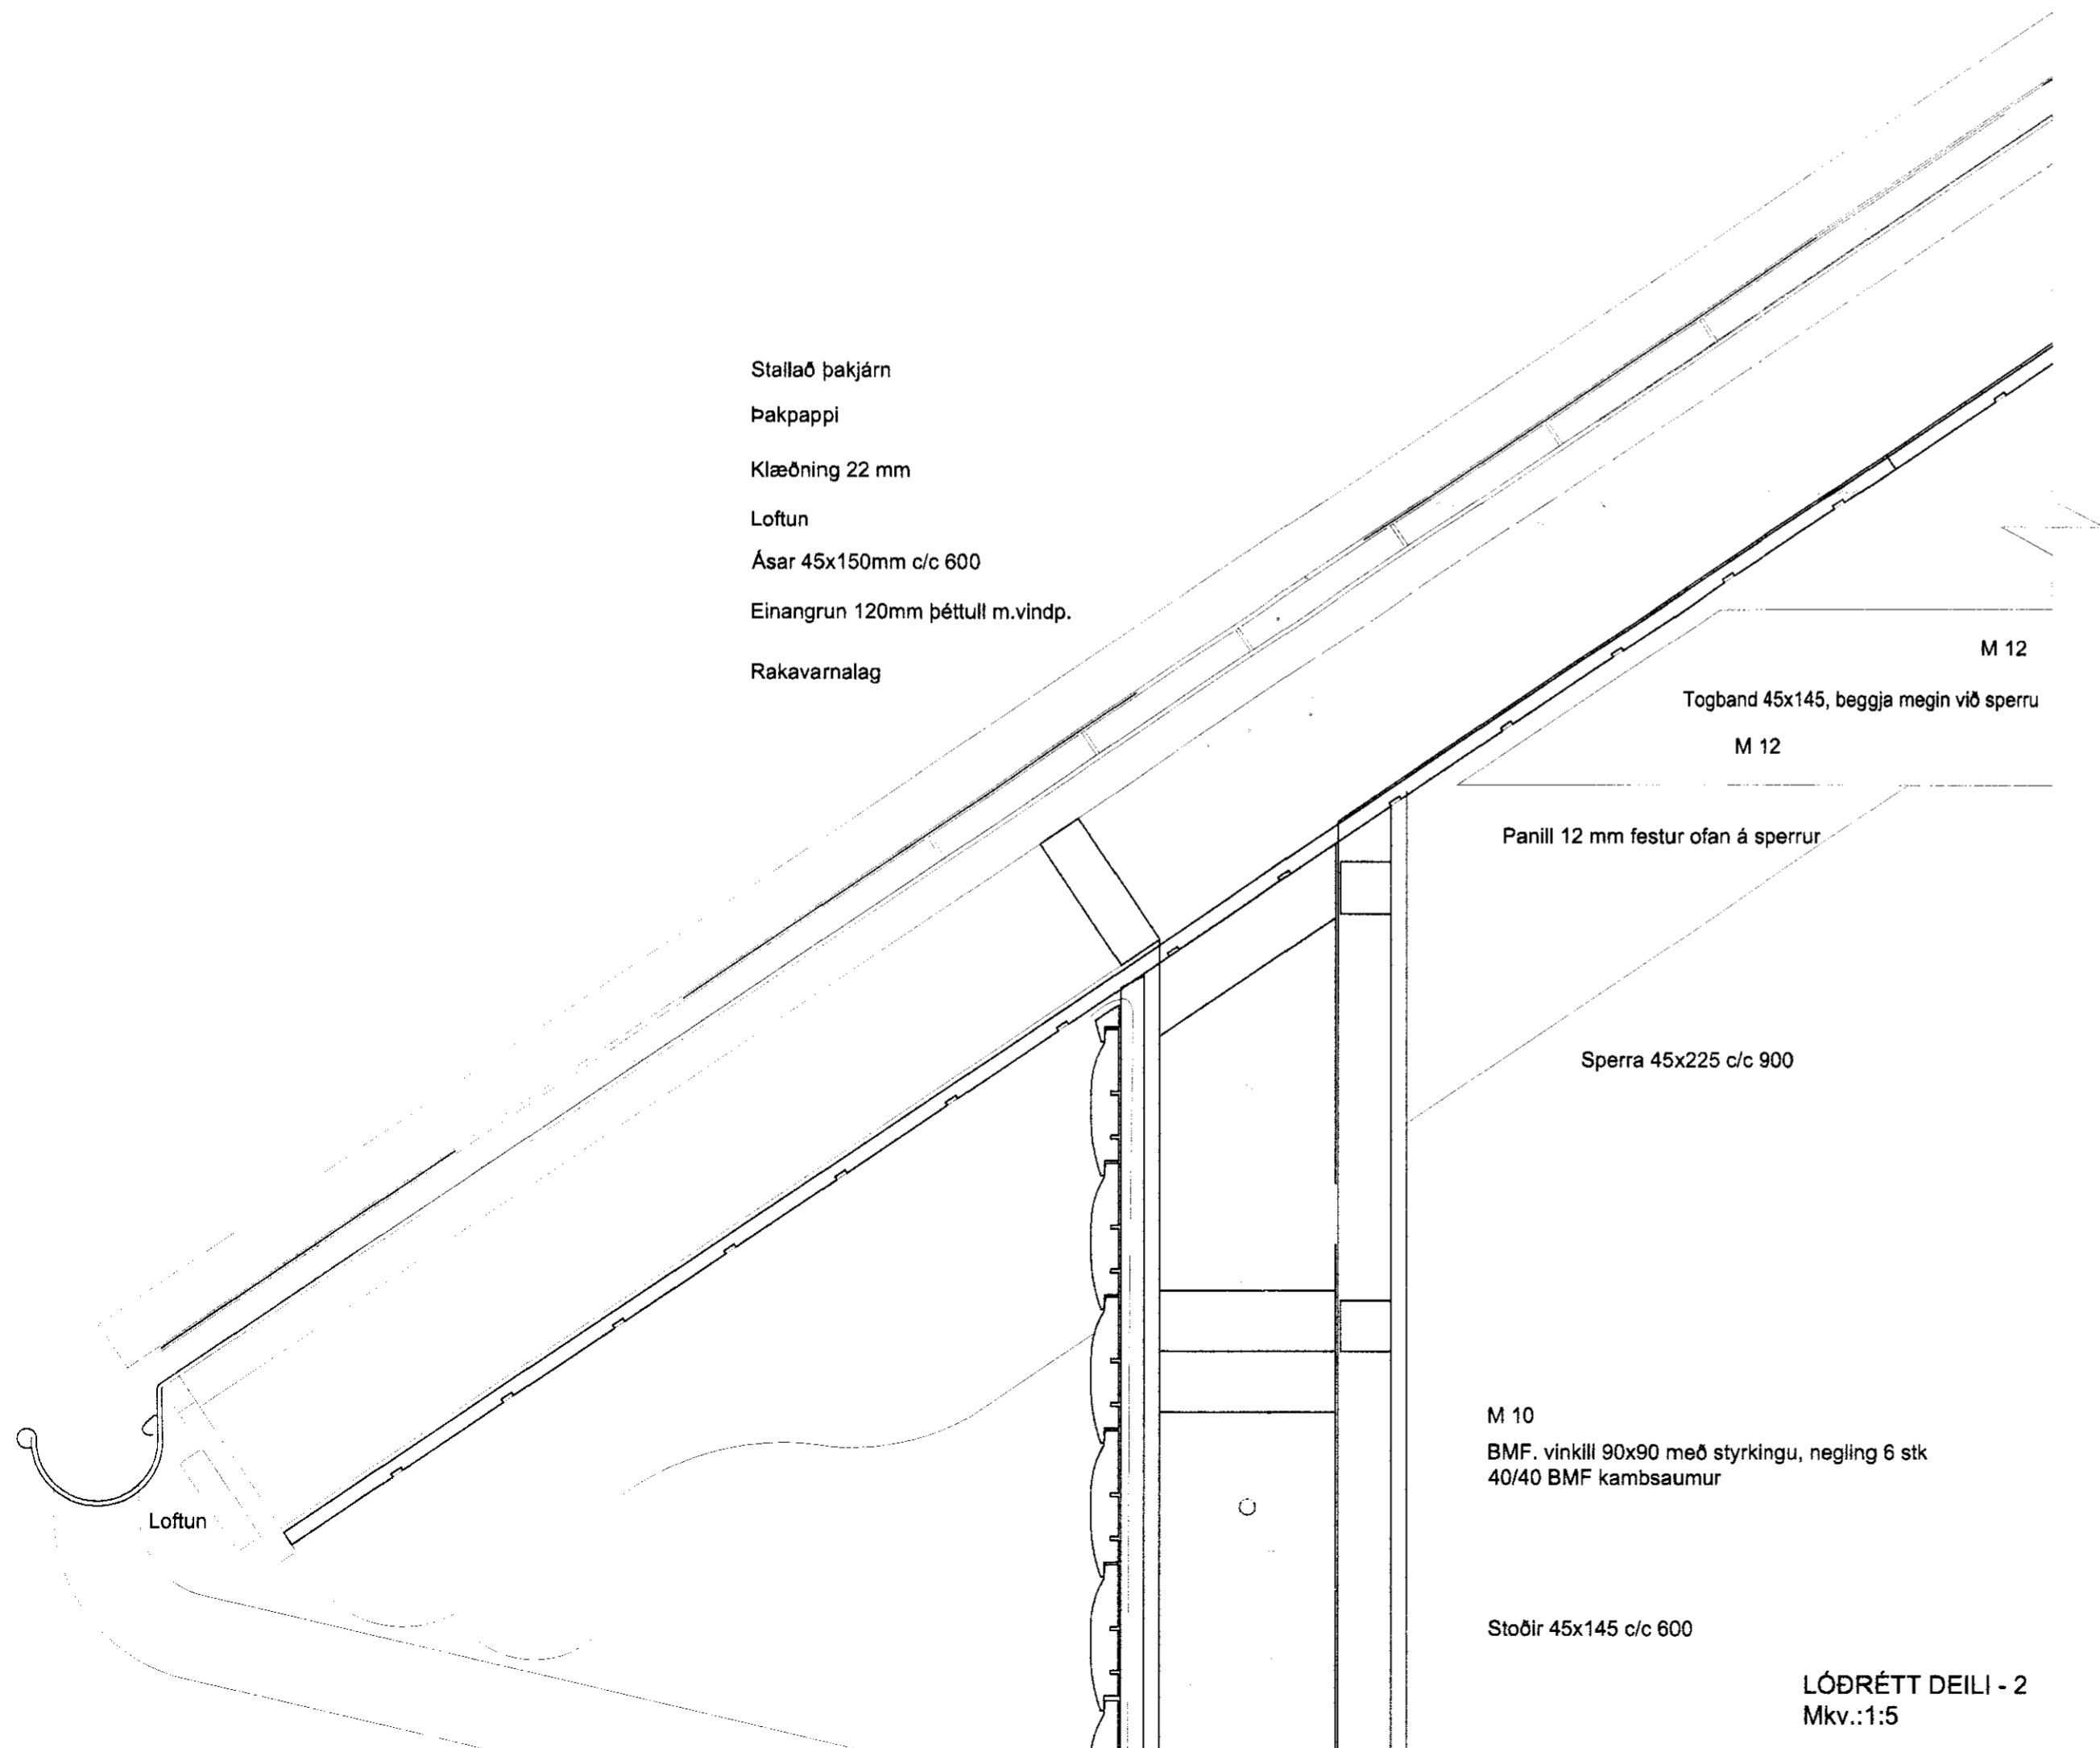 Stallað þakjárn
Þakpappi
Klæðning 22 mm
Loftun
Ásar 45x150mm c/c 600
Einangrun 120mm þéttull m.vindp.
Rakavarnalag
M 12
Togband 45x145, beggja megin við sperru
M 12
Panill 12 mm festur ofan á sperrur
Sperra 45x225 c/c 900
M 10
BMF. vinkill 90x90 með styrkingu, negling 6 stk
40/40 BMF kambsaumur
Loftun
Stoðir 45x145 c/c 600
LÓÐRÉTT DEILI - 2
Mkv.:1:5